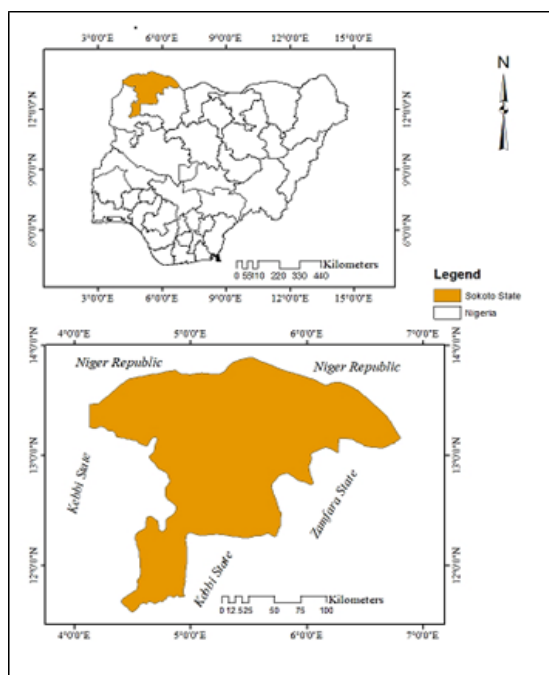 3°0'0"E 6°0'0"E 9°0'0"E 12°0'0"E 15°0'0"E
N
12°0'0"N 12°0'0"N
9°0'0"N 9°0'0"N
6°0'0"N 6°0'0"N
Kilometers
0 55110 220 330 440
3°0'0"E 6°0'0"E 9°0'0"E 12°0'0"E 15°0'0"E
Legend
Sokoto State
Nigeria
4°0'0"E 5°0'0"E 6°0'0"E 7°0'0"E
14°0'0"N 14°0'0"N
Niger Republic Niger Republic
13°0'0"N 13°0'0"N
Kebbi State
Zamfara State
12°0'0"N 12°0'0"N
Kebbi State
Kilometers
0 12.525 50 75 100
4°0'0"E 5°0'0"E 6°0'0"E 7°0'0"E